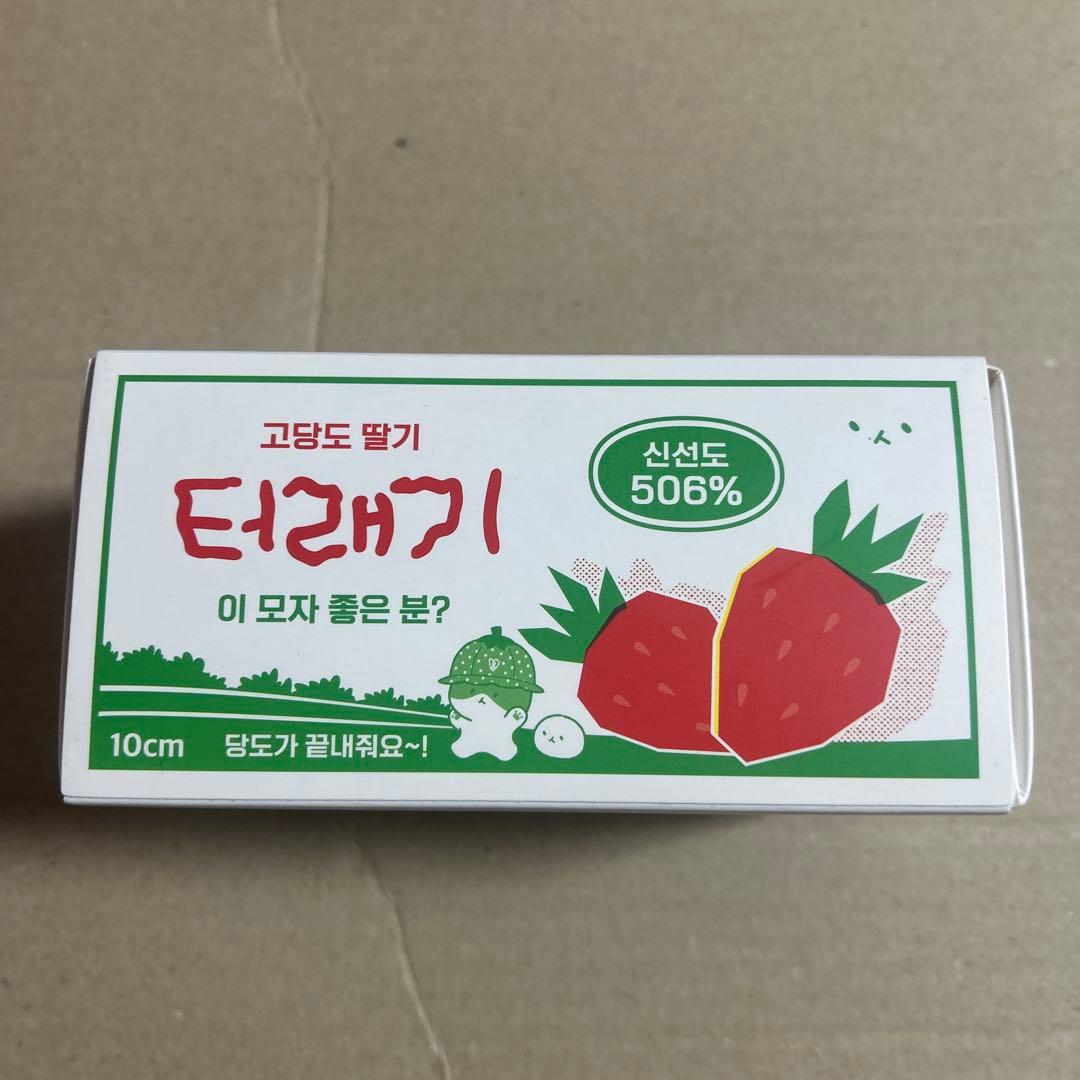 고당도 딸기
터래기
이 모자 좋은 분?
신선도
506%
10cm
당도가 끝내줘요~!